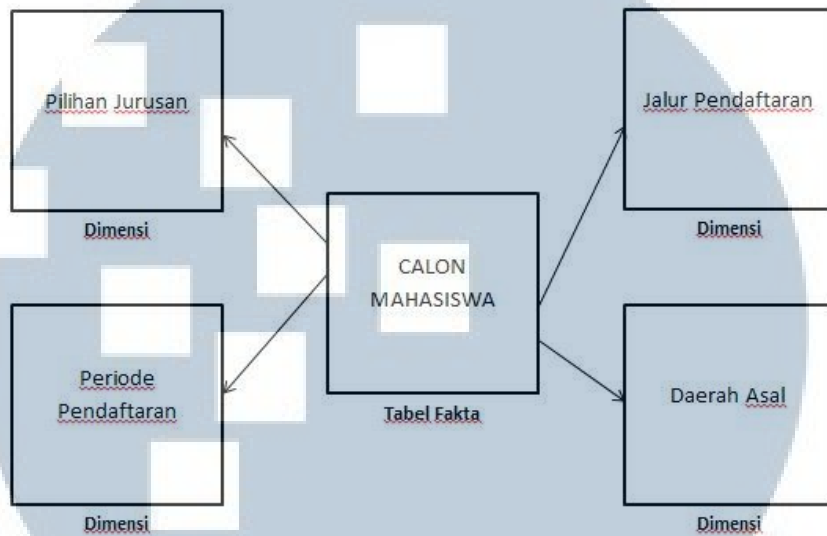 Pilihan Jurusan
Dimensi
Jalur Pendaftaran
Dimensi
CALON
MAHASISWA
Tabel Fakta
Periode
Pendaftaran
Dimensi
Daerah Asal
Dimensi